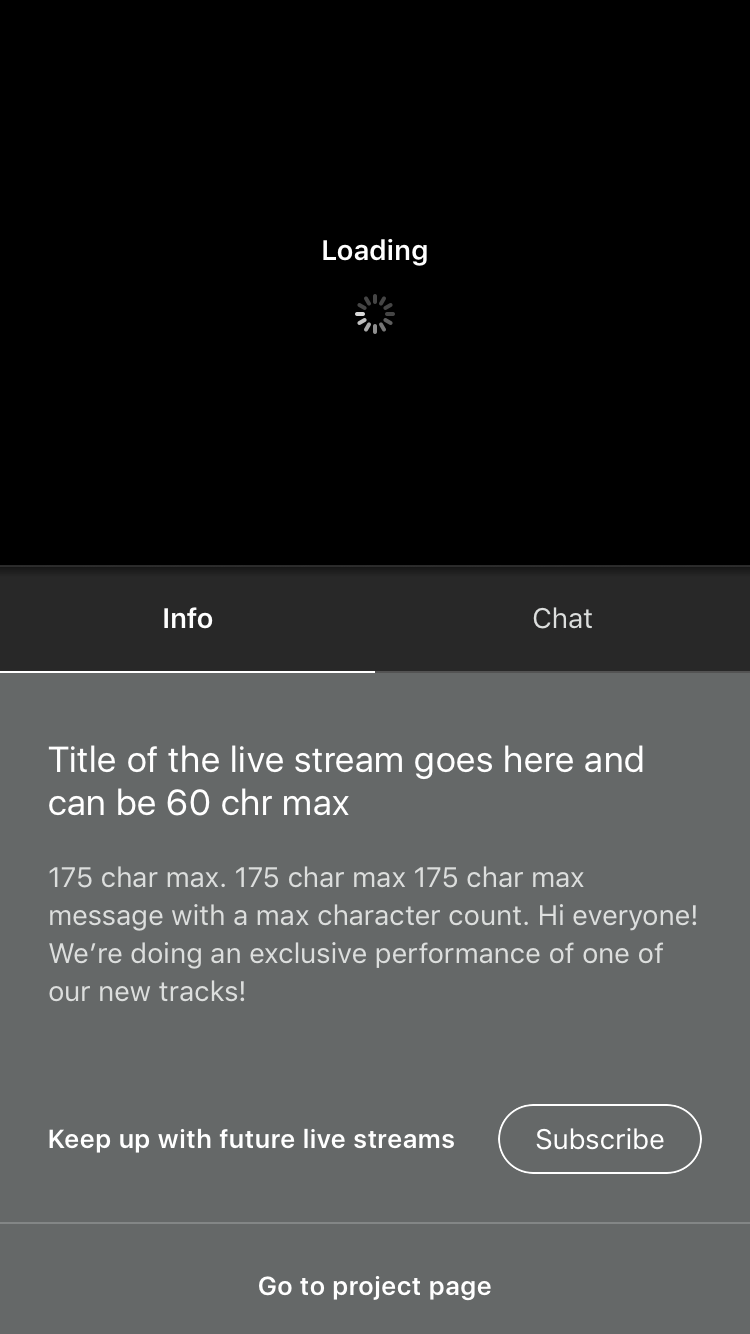 Loading
Info
Chat
Title of the live stream goes here and
can be 60 chr max
175 char max. 175 char max 175 char max
message with a max character count. Hi everyone!
We’re doing an exclusive performance of one of
our new tracks!
Keep up with future live streams
Subscribe
Go to project page